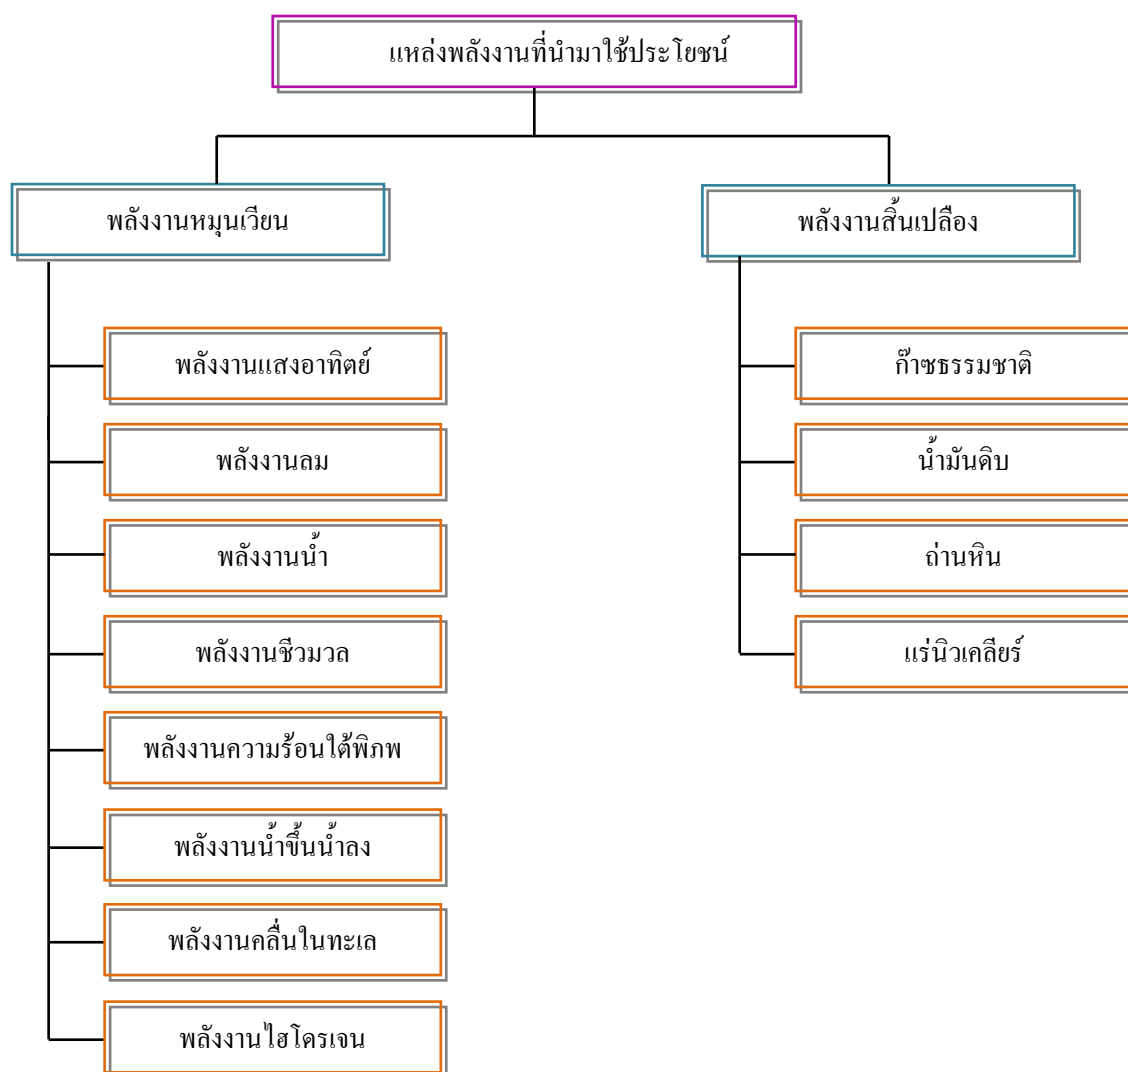 แหล่งพลังงานที่นำมาใช้ประโยชน์
พลังงานหมุนเวียน
พลังงานสิ้นเปลือง
พลังงานแสงอาทิตย์
พลังงานลม
พลังงานน้ำ
พลังงานชีวมวล
พลังงานความร้อนใต้พิภพ
พลังงานน้ำขึ้นน้ำลง
พลังงานคลื่นในทะเล
พลังงานไฮโดรเจน
ก๊าซธรรมชาติ
น้ำมันดิบ
ถ่านหิน
แร่นิวเคลียร์